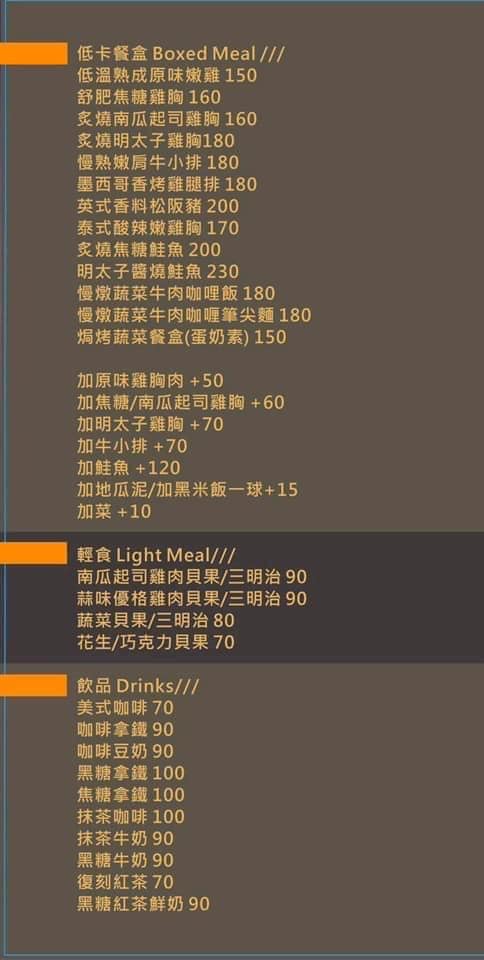 低卡餐盒 Boxed Meal ///
低溫熟成原味嫩雞 150
舒肥焦糖雞胸 160
炙燒南瓜起司雞胸 160
炙燒明太子雞胸180
慢熟嫩肩牛小排 180
墨西哥香烤雞腿排 180
英式香料松阪豬 200
泰式酸辣嫩雞胸 170
炙燒焦糖鮭魚 200
明太子醬燒鮭魚 230
慢燉蔬菜牛肉咖哩飯 180
慢燉蔬菜牛肉咖喱筆尖麵 180
焗烤蔬菜餐盒(蛋奶素) 150
加原味雞胸肉 +50
加焦糖/南瓜起司雞胸 +60
加明太子雞胸 +70
加牛小排 +70
加鮭魚 +120
加地瓜泥/加黑米飯一球+15
加菜 +10
輕食 Light Meal///
南瓜起司雞肉貝果/三明治 90
蒜味優格雞肉貝果/三明治 90
蔬菜貝果/三明治 80
花生/巧克力貝果 70
飲品 Drinks///
美式咖啡 70
咖啡拿鐵 90
咖啡豆奶 90
黑糖拿鐵 100
焦糖拿鐵 100
抹茶咖啡 100
抹茶牛奶 90
黑糖牛奶 90
復刻紅茶 70
黑糖紅茶鮮奶 90